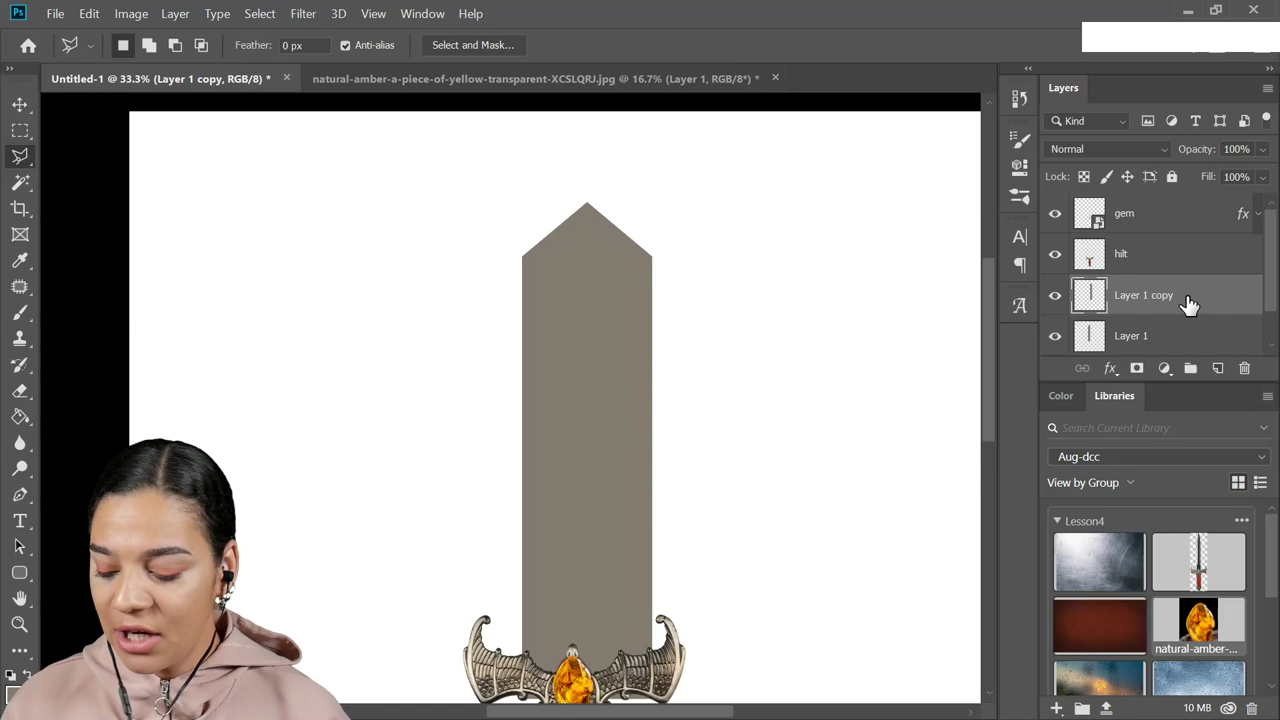 Ps File Edit Image Layer Type Select Filter 3D View Window Help
Feather: 0 px Anti-alias Select and Mask...
Untitled-1 @ 33.3% (Layer 1 copy, RGB/8) * natural-amber-a-piece-of-yellow-transparent-XCSLQRJ.jpg @ 16.7% (Layer 1, RGB/8*) *
Layers
Kind
Normal Opacity: 100%
Lock: Fill: 100%
gem fx
hilt
Layer 1 copy
Layer 1
fx
Color Libraries
Search Current Library
Aug-dcc
View by Group
Lesson4
natural-amber-...
10 MB